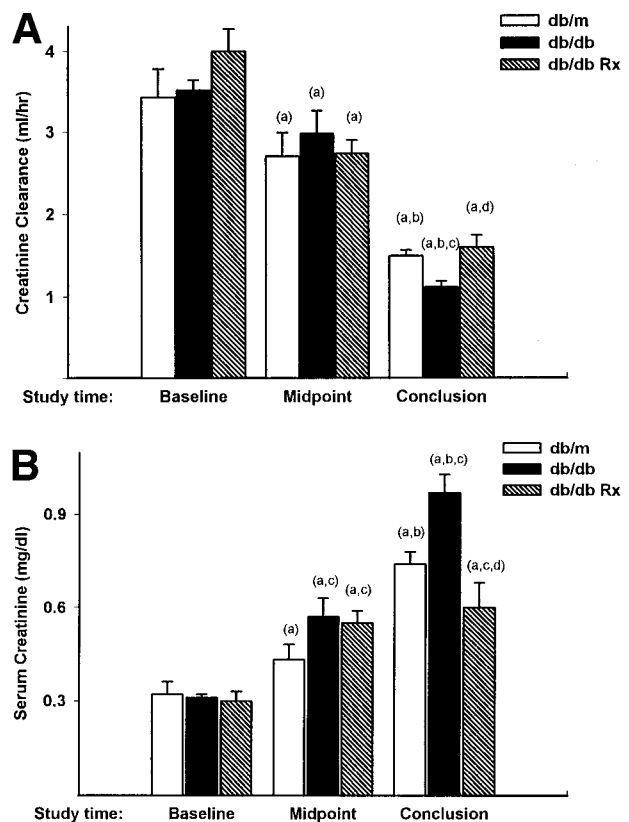 A
db/m
db/db
db/db Rx
Creatinine Clearance (ml/hr)
4
3
2
1
(a)
(a)
(a)
(a,b)
(a,b,c)
(a,d)
Study time: Baseline Midpoint Conclusion
B
db/m
db/db
db/db Rx
Serum Creatinine (mg/dl)
0.9
0.6
0.3
(a)
(a,c)
(a,c)
(a,b)
(a,b,c)
(a,c,d)
Study time: Baseline Midpoint Conclusion